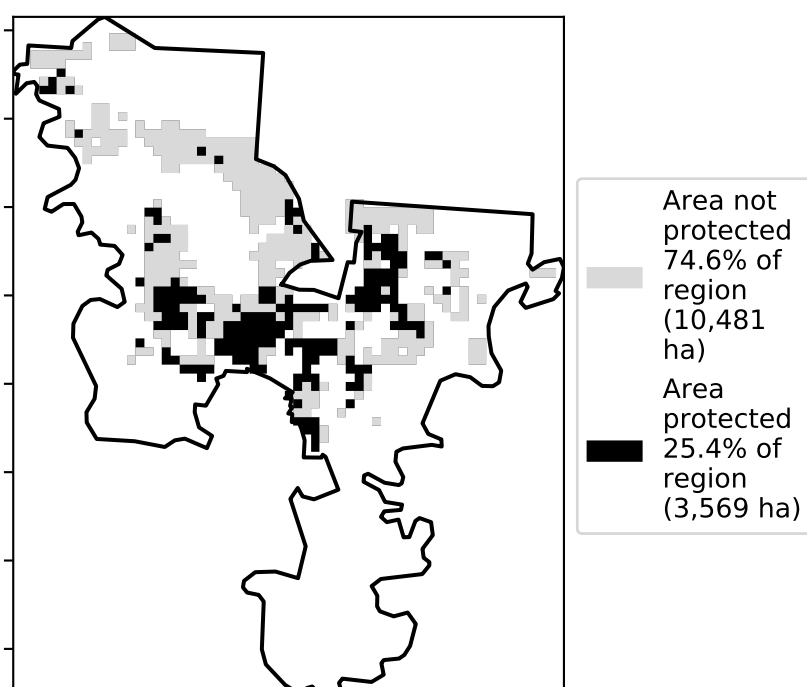 Area not
protected
74.6% of
region
(10,481
ha)
Area
protected
25.4% of
region
(3,569 ha)